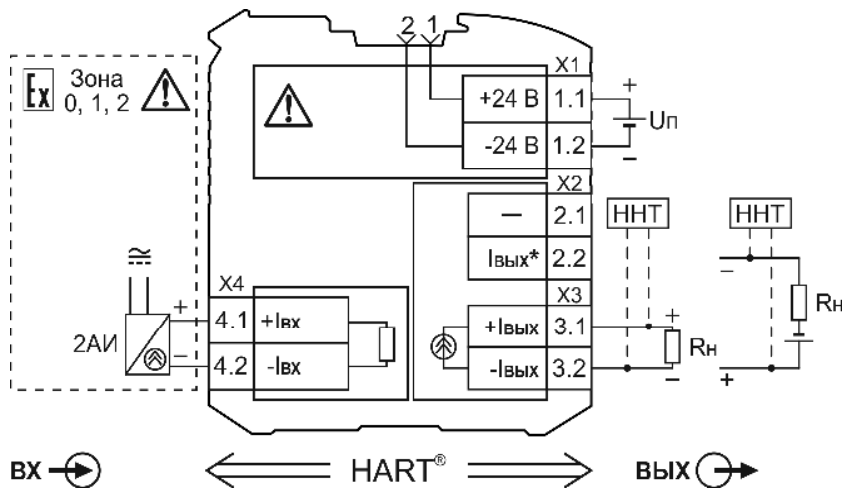 2 1
X1
Ex Зона
0, 1, 2
+24 В 1.1
+
Uп
-24 В 1.2
–
X2
— 2.1
ННТ
ННТ
Iвых* 2.2
–
X4
X3
+
4.1 +Iвх
+Iвых 3.1
+
Rн
2АИ
Rн
–
4.2 -Iвх
-Iвых 3.2
–
+
ВХ
HART®
ВЫХ